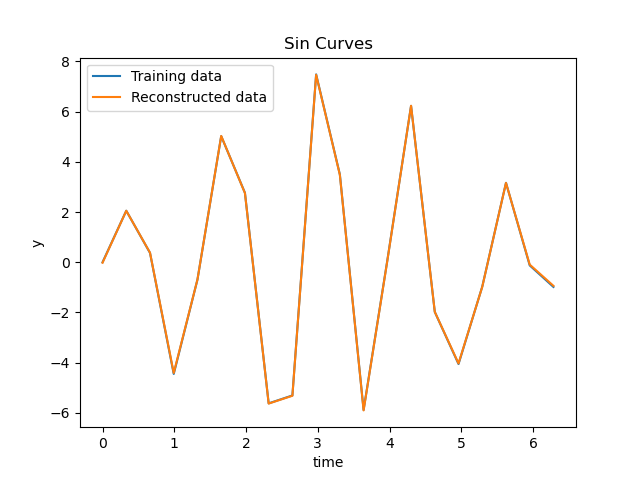 Sin Curves
Training data
Reconstructed data
8
6
4
2
0
−2
−4
−6
y
0 1 2 3 4 5 6
time